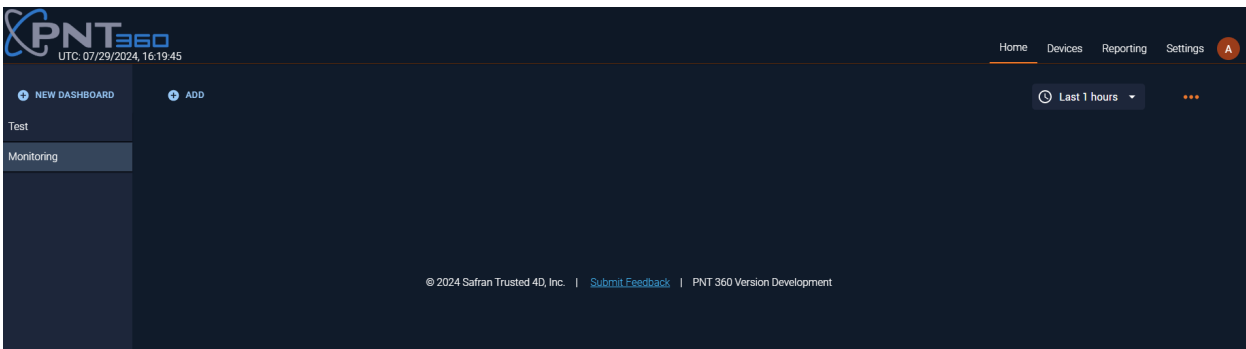 PNT360
UTC: 07/29/2024, 16:19:45
Home Devices Reporting Settings A
NEW DASHBOARD ADD Last 1 hours
Test
Monitoring
© 2024 Safran Trusted 4D, Inc. | Submit Feedback | PNT 360 Version Development